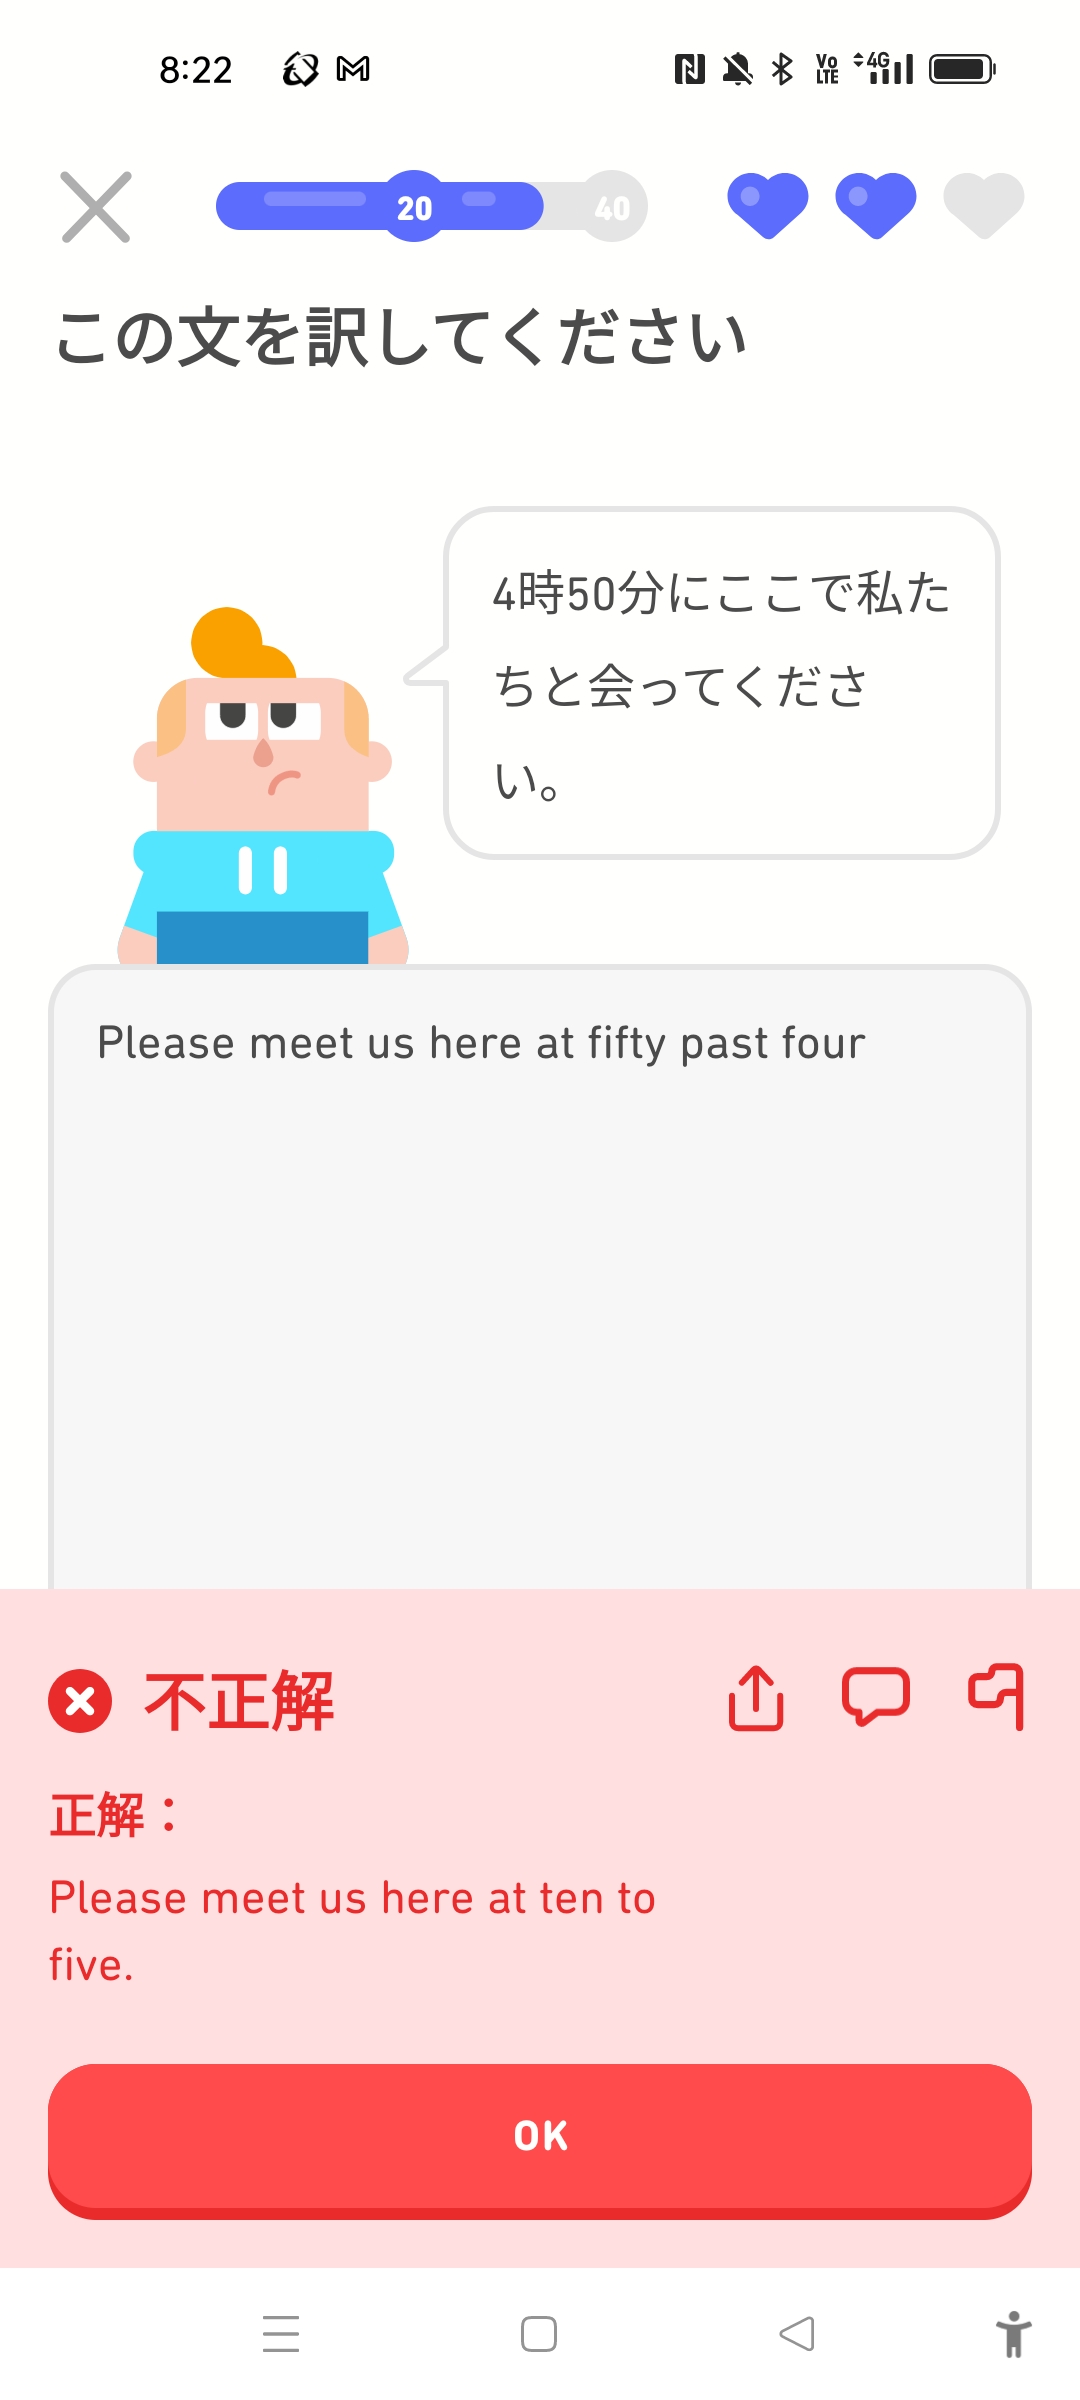 8:22
Vo LTE 4G
20 40
この文を訳してください
4時50分にここで私た
ちと会ってくださ
い。
Please meet us here at fifty past four
不正解
正解：
Please meet us here at ten to
five.
OK